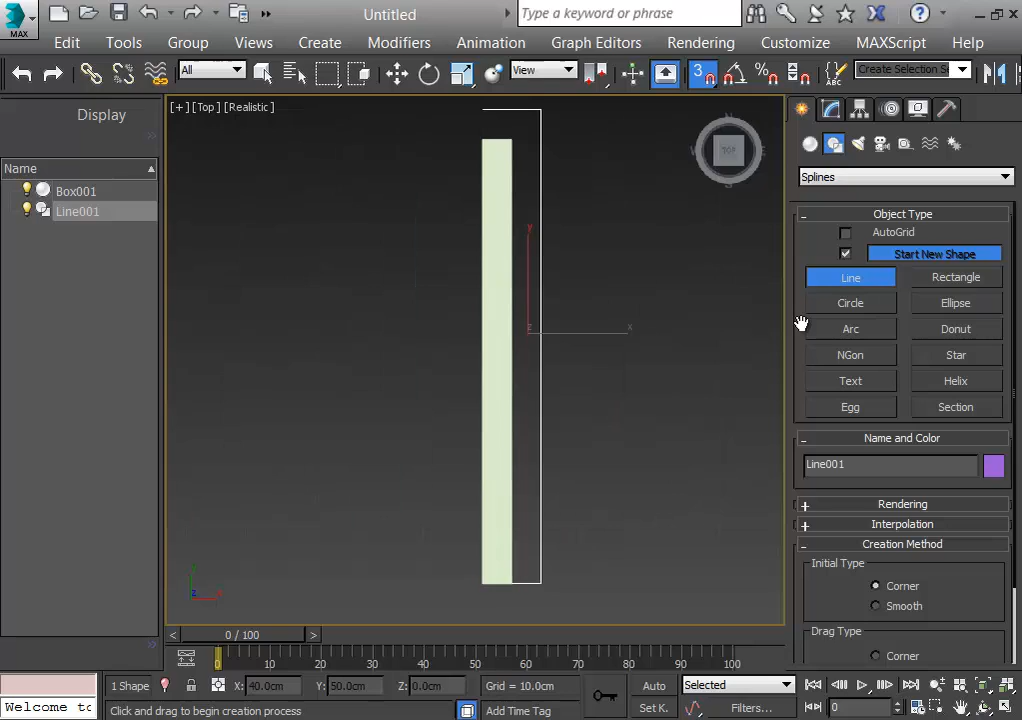 MAX
Untitled
Type a keyword or phrase
Edit Tools Group Views Create Modifiers Animation Graph Editors Rendering Customize MAXScript Help
All
View
3
Create Selection Se
Display
[+] [Top] [Realistic]
Name
Box001
Line001
TOP
y
z
x
Splines
Object Type
AutoGrid
Start New Shape
Line Rectangle
Circle Ellipse
Arc Donut
NGon Star
Text Helix
Egg Section
Name and Color
Line001
Rendering
Interpolation
Creation Method
Initial Type
Corner
Smooth
Drag Type
Corner
< 0 / 100 >
0 10 20 30 40 50 60 70 80 90 100
1 Shape X: 40.0cm Y: 50.0cm Z: 0.0cm Grid = 10.0cm Auto Selected
Welcome to Click and drag to begin creation process Add Time Tag Set K. Filters... 0